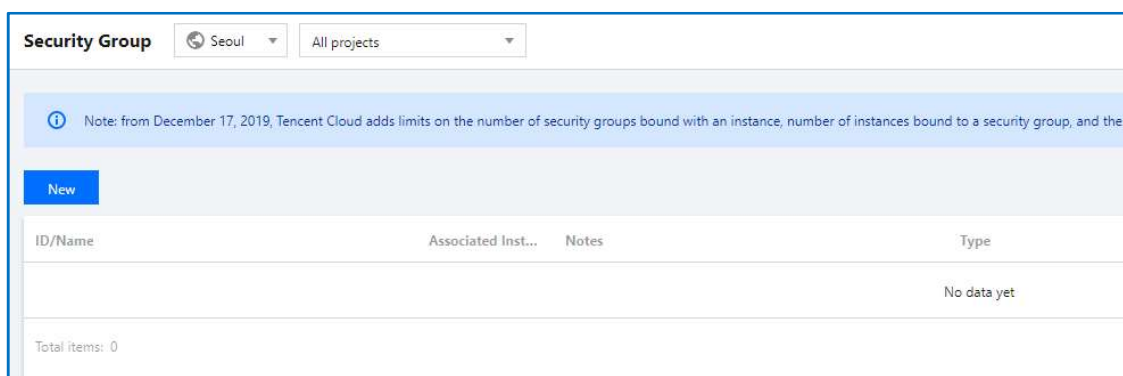 Security Group Seoul All projects
Note: from December 17, 2019, Tencent Cloud adds limits on the number of security groups bound with an instance, number of instances bound to a security group, and the
New
ID/Name Associated Inst... Notes Type
No data yet
Total items: 0